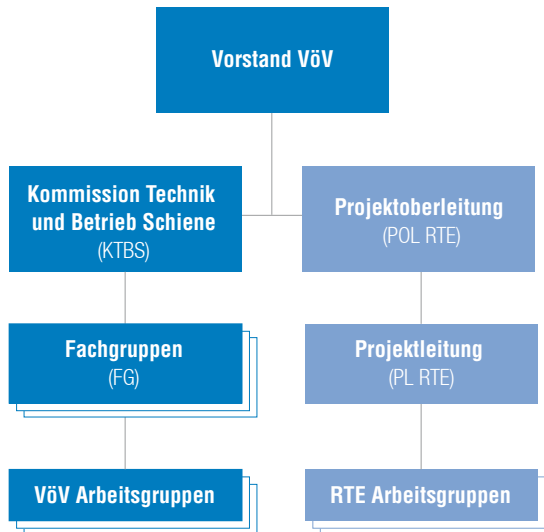 Vorstand VöV
Kommission Technik
und Betrieb Schiene
(KTBS)
Projektoberleitung
(POL RTE)
Fachgruppen
(FG)
Projektleitung
(PL RTE)
VöV Arbeitsgruppen
RTE Arbeitsgruppen